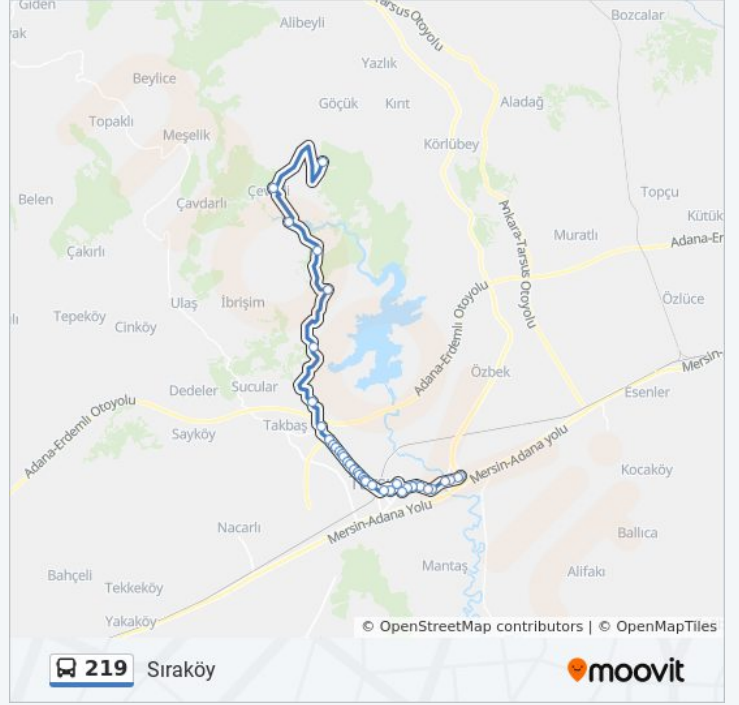 Giden
Alibeyli
Tarsus Otoyolu
Bozcalar
Yazlık
Beylice
Göçük
Kırıt
Aladağ
Topaklı
Meşelik
Körlübey
Belen
Çavdarlı
Topçu
Kütük
Ankara-Tarsus Otoyolu
Muratlı
Adana-Er
Çakırlı
Ulaş
İbrişim
Özlüce
Tepeköy
Cinköy
Adana-Erdemli Otoyolu
Mersin-
Özbek
Dedeler
Sucular
Esenler
Adana-Erdemli Otoyolu
Takbaş
Sayköy
Mersin-Adana yolu
Kocaköy
Nacarlı
Mersin-Adana Yolu
Ballıca
Mantaş
Alifakı
Bahçeli
Tekkeköy
Yakaköy
© OpenStreetMap contributors | © OpenMapTiles
219 Sıraköy
moovit